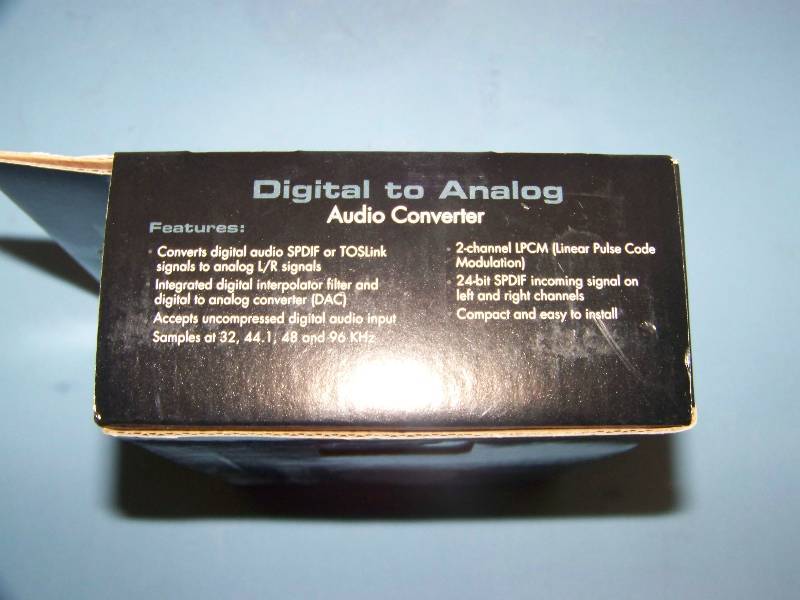 Digital to Analog
Audio Converter
Features:
Converts digital audio SPDIF or TOSLink
signals to analog L/R signals
Integrated digital interpolator filter and
digital to analog converter (DAC)
Accepts uncompressed digital audio input
Samples at 32, 44.1, 48 and 96 KHz
2-channel LPCM (Linear Pulse Code
Modulation)
24-bit SPDIF incoming signal on
left and right channels
Compact and easy to install